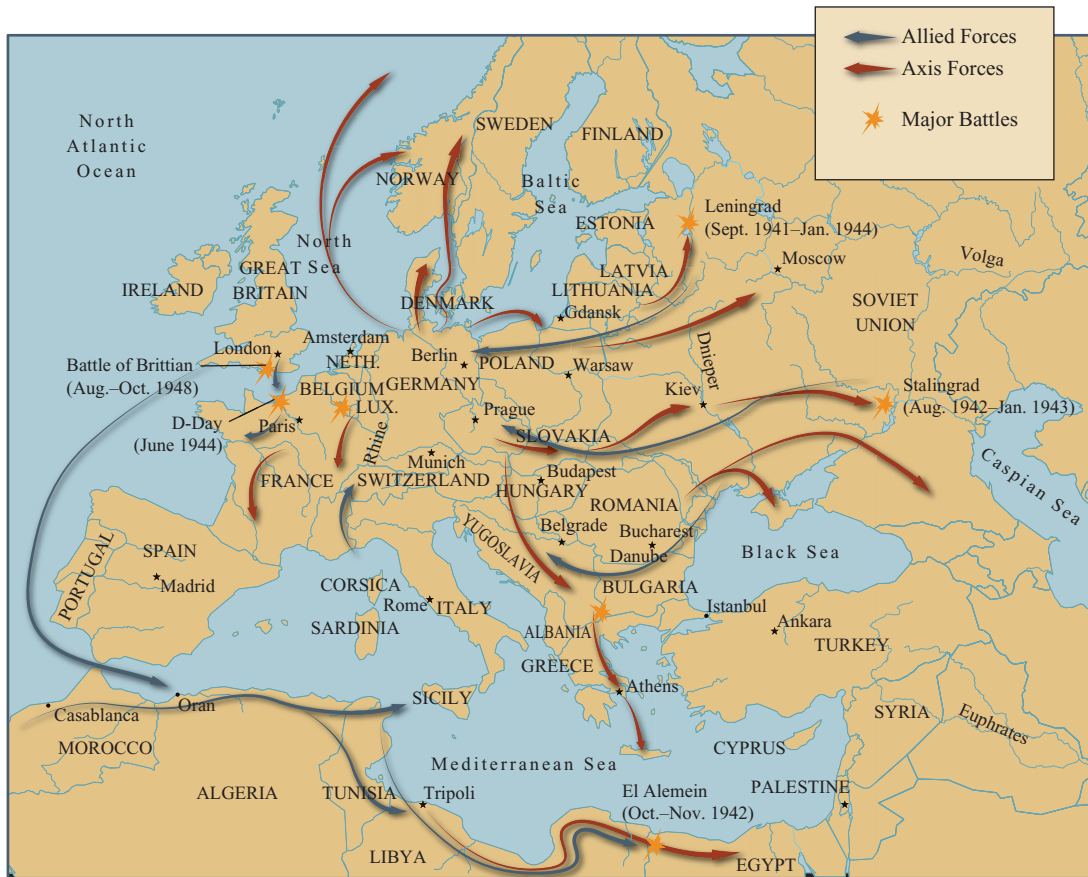 Allied Forces
Axis Forces
Major Battles
North
Atlantic
Ocean
SWEDEN
FINLAND
NORWAY
Baltic
Sea
Leningrad
(Sept. 1941–Jan. 1944)
ESTONIA
North
Sea
Moscow
Volga
GREAT
BRITAIN
IRELAND
LATVIA
LITHUANIA
DENMARK
Gdansk
SOVIET
UNION
Amsterdam
NETH.
London
Berlin
POLAND
Dnieper
Battle of Brittian
(Aug.–Oct. 1948)
Warsaw
BELGIUM
GERMANY
Kiev
Stalingrad
(Aug. 1942–Jan. 1943)
LUX.
D-Day
(June 1944)
Paris
Prague
Rhine
SLOVAKIA
Munich
FRANCE
SWITZERLAND
Budapest
HUNGARY
Caspian Sea
ROMANIA
YUGOSLAVIA
Belgrade
Bucharest
Danube
Black Sea
PORTUGAL
SPAIN
Madrid
CORSICA
Rome
ITALY
BULGARIA
Istanbul
SARDINIA
ALBANIA
Ankara
TURKEY
GREECE
Athens
SICILY
Casablanca
Oran
SYRIA
Euphrates
MOROCCO
CYPRUS
Mediterranean Sea
ALGERIA
TUNISIA
Tripoli
El Alemein
(Oct.–Nov. 1942)
PALESTINE
LIBYA
EGYPT